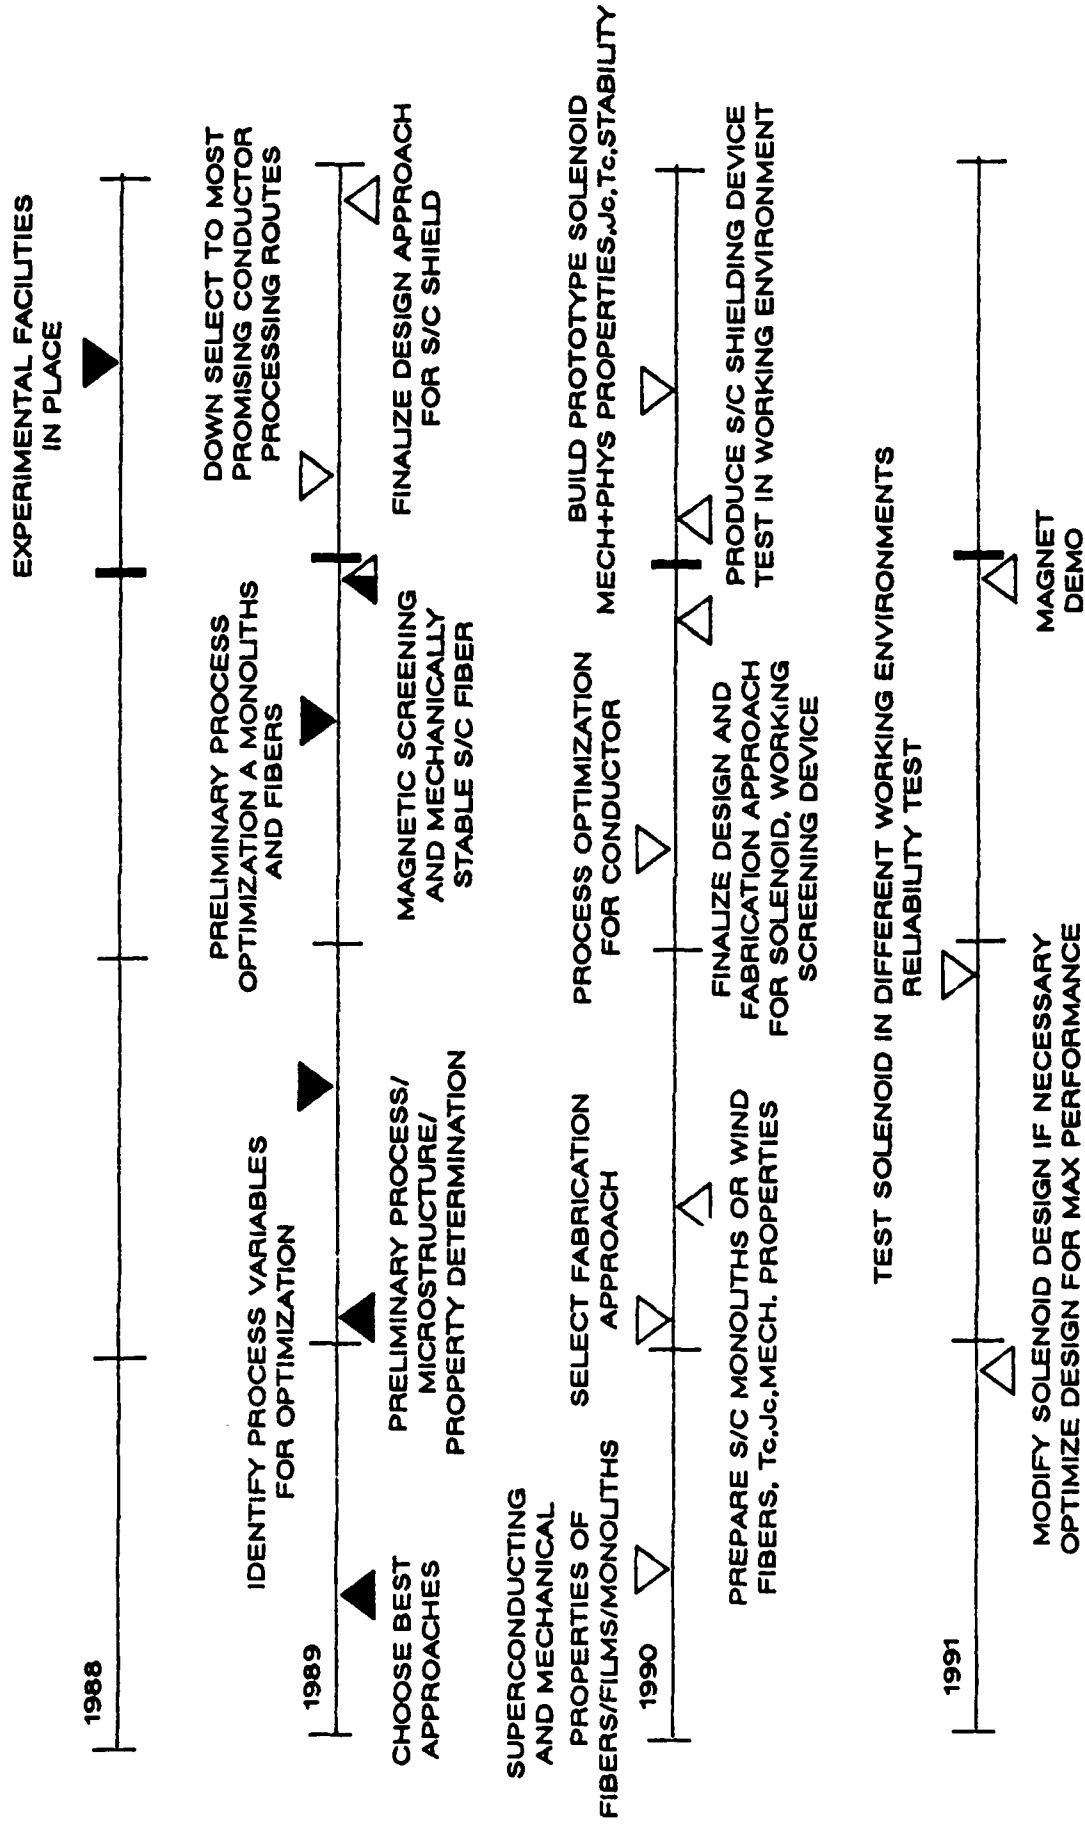 1988
EXPERIMENTAL FACILITIES
IN PLACE
1989
IDENTIFY PROCESS VARIABLES
FOR OPTIMIZATION
PRELIMINARY PROCESS
OPTIMIZATION A MONOLITHS
AND FIBERS
DOWN SELECT TO MOST
PROMISING CONDUCTOR
PROCESSING ROUTES
CHOOSE BEST
APPROACHES
PRELIMINARY PROCESS/
MICROSTRUCTURE/
PROPERTY DETERMINATION
MAGNETIC SCREENING
AND MECHANICALLY
STABLE S/C FIBER
FINALIZE DESIGN APPROACH
FOR S/C SHIELD
1990
SUPERCONDUCTING
AND MECHANICAL
PROPERTIES OF
FIBERS/FILMS/MONOLITHS
SELECT FABRICATION
APPROACH
PROCESS OPTIMIZATION
FOR CONDUCTOR
BUILD PROTOTYPE SOLENOID
MECH+PHYS PROPERTIES,Jc,Tc,STABILITY
PREPARE S/C MONOLITHS OR WIND
FIBERS, Tc,Jc,MECH. PROPERTIES
FINALIZE DESIGN AND
FABRICATION APPROACH
FOR SOLENOID, WORKING
SCREENING DEVICE
PRODUCE S/C SHIELDING DEVICE
TEST IN WORKING ENVIRONMENT
1991
TEST SOLENOID IN DIFFERENT WORKING ENVIRONMENTS
RELIABILITY TEST
MODIFY SOLENOID DESIGN IF NECESSARY
OPTIMIZE DESIGN FOR MAX PERFORMANCE
MAGNET
DEMO